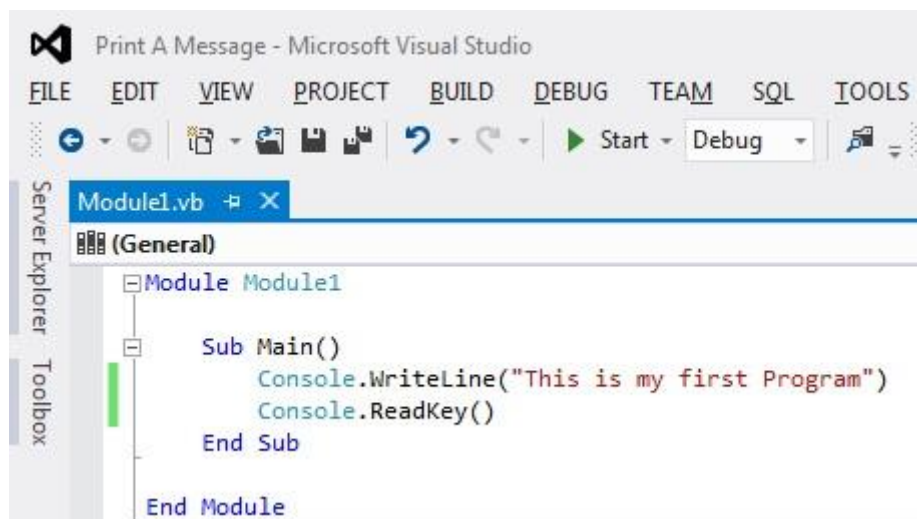 Print A Message - Microsoft Visual Studio
FILE EDIT VIEW PROJECT BUILD DEBUG TEAM SQL TOOLS
Start Debug
Server Explorer
Toolbox
Module1.vb
(General)
Module Module1
Sub Main()
Console.WriteLine("This is my first Program")
Console.ReadKey()
End Sub
End Module